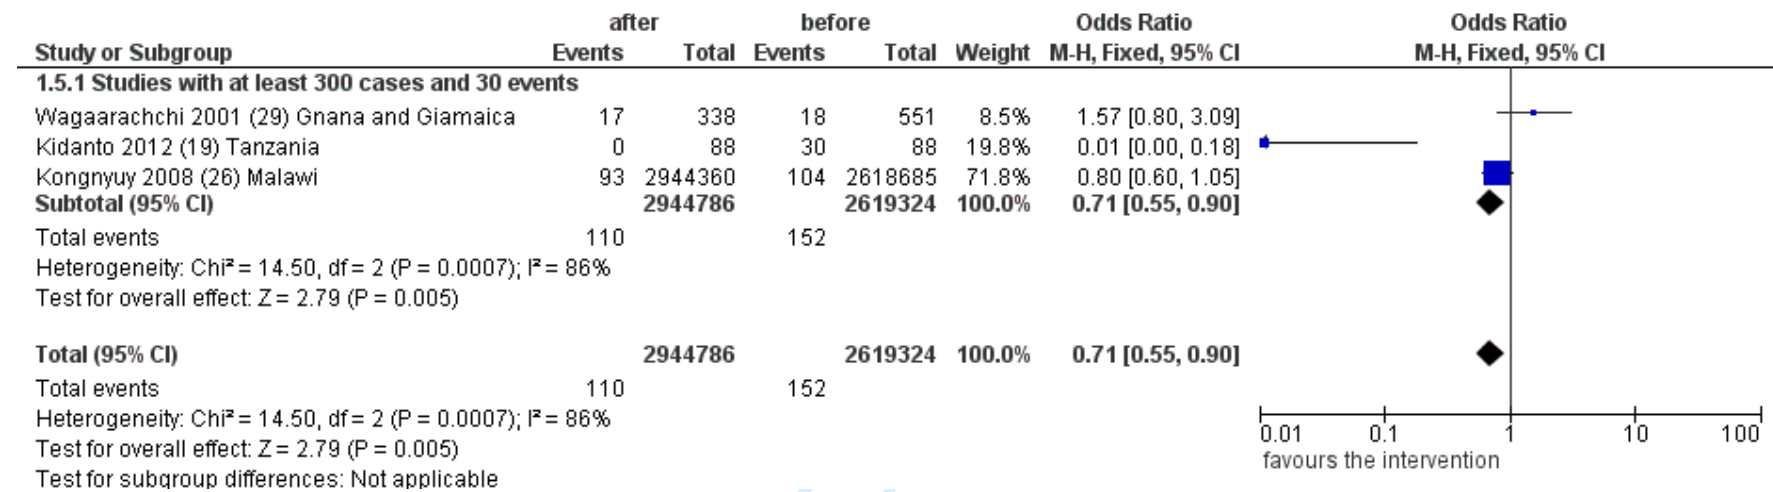 after before Odds Ratio Odds Ratio
Study or Subgroup Events Total Events Total Weight M-H, Fixed, 95% CI M-H, Fixed, 95% CI
1.5.1 Studies with at least 300 cases and 30 events
Wagaarachchi 2001 (29) Gnana and Giamaica 17 338 18 551 8.5% 1.57 [0.80, 3.09]
Kidanto 2012 (19) Tanzania 0 88 30 88 19.8% 0.01 [0.00, 0.18]
Kongnyuy 2008 (26) Malawi 93 2944360 104 2618685 71.8% 0.80 [0.60, 1.05]
Subtotal (95% CI) 2944786 2619324 100.0% 0.71 [0.55, 0.90]
Total events 110 152
Heterogeneity: Chi² = 14.50, df = 2 (P = 0.0007); I² = 86%
Test for overall effect: Z = 2.79 (P = 0.005)
Total (95% CI) 2944786 2619324 100.0% 0.71 [0.55, 0.90]
Total events 110 152
Heterogeneity: Chi² = 14.50, df = 2 (P = 0.0007); I² = 86%
Test for overall effect: Z = 2.79 (P = 0.005)
Test for subgroup differences: Not applicable
0.01 0.1 1 10 100
favours the intervention